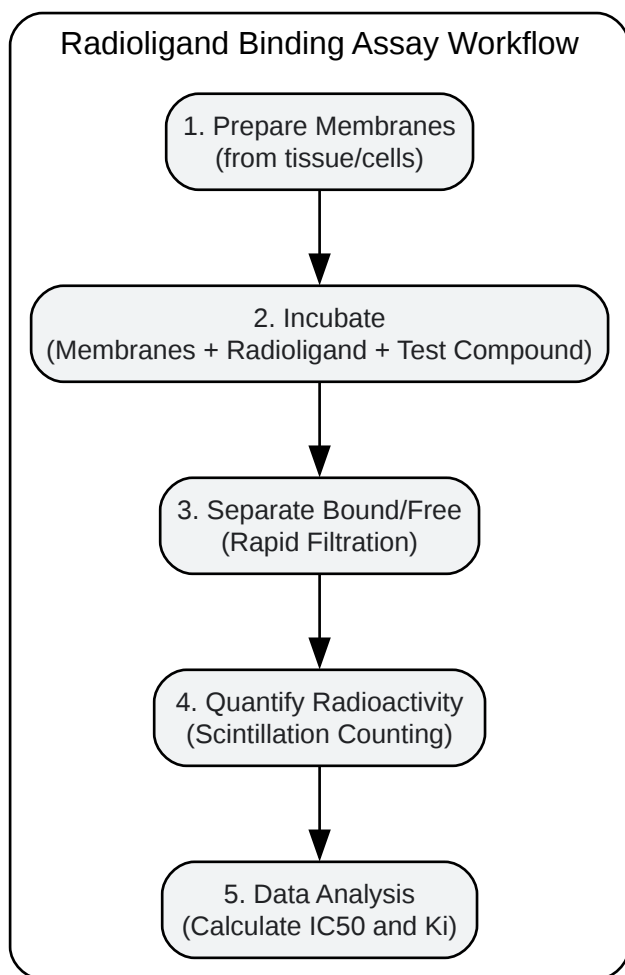 Radioligand Binding Assay Workflow
1. Prepare Membranes
(from tissue/cells)
2. Incubate
(Membranes + Radioligand + Test Compound)
3. Separate Bound/Free
(Rapid Filtration)
4. Quantify Radioactivity
(Scintillation Counting)
5. Data Analysis
(Calculate IC50 and Ki)